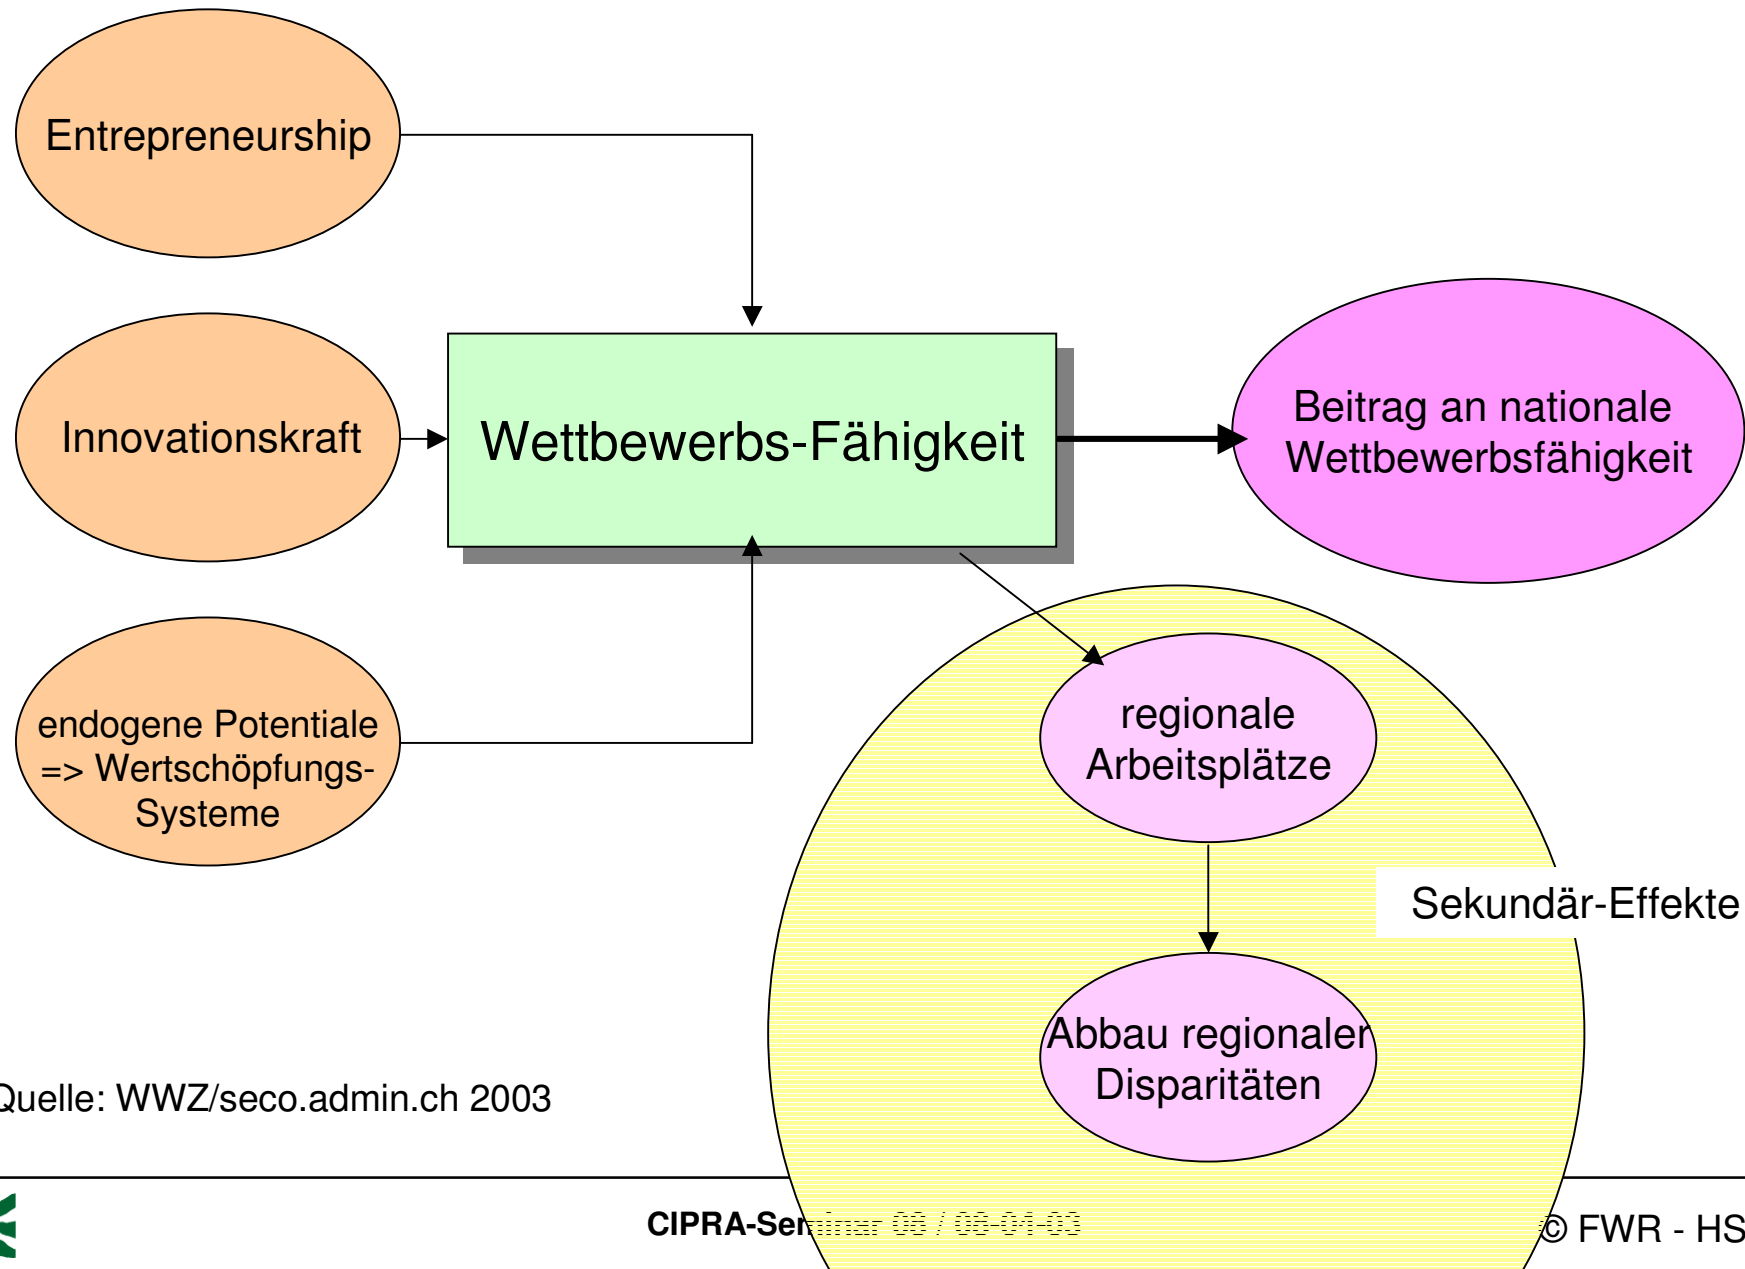 Entrepreneurship
Innovationskraft
Wettbewerbs-Fähigkeit
Beitrag an nationale
Wettbewerbsfähigkeit
endogene Potentiale
=> Wertschöpfungs-
Systeme
regionale
Arbeitsplätze
Sekundär-Effekte
Abbau regionaler
Disparitäten
Quelle: WWZ/seco.admin.ch 2003
CIPRA-Seminar
© FWR - HS